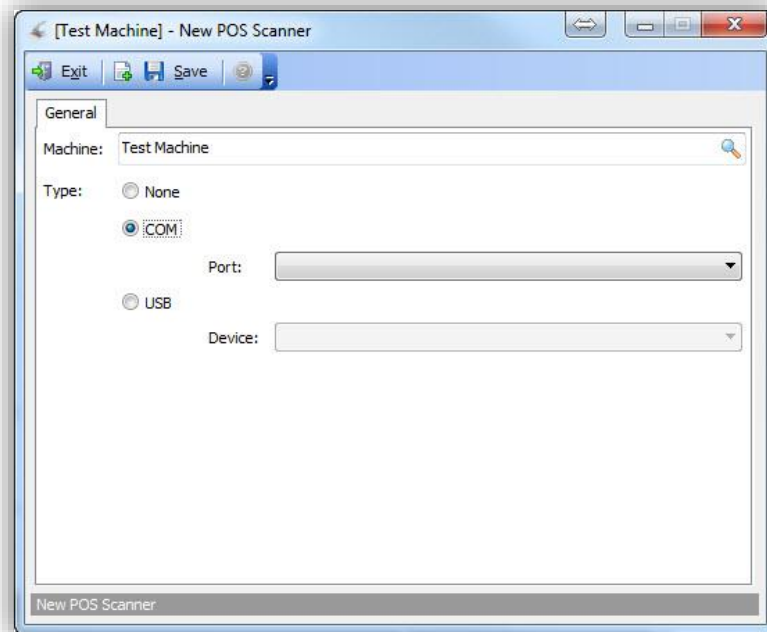 [Test Machine] - New POS Scanner
Exit Save
General
Machine: Test Machine
Type: None
COM
Port:
USB
Device:
New POS Scanner